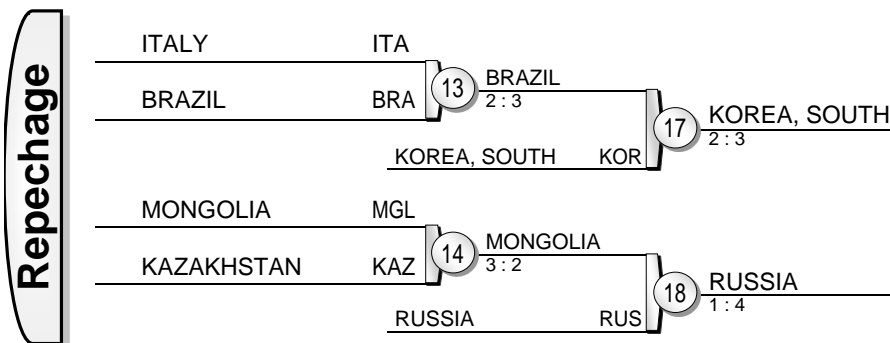 Repechage
ITALY ITA
BRAZIL BRA
13
BRAZIL
2 : 3
KOREA, SOUTH KOR
17
KOREA, SOUTH
2 : 3
MONGOLIA MGL
KAZAKHSTAN KAZ
14
MONGOLIA
3 : 2
RUSSIA RUS
18
RUSSIA
1 : 4